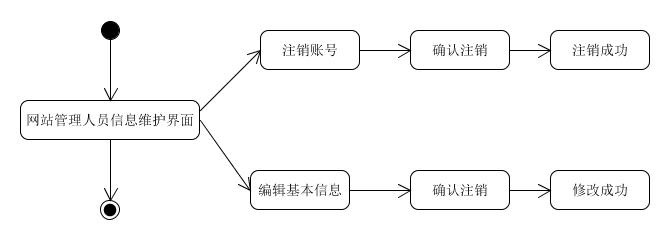 注销账号
确认注销
注销成功
网站管理人员信息维护界面
编辑基本信息
确认注销
修改成功